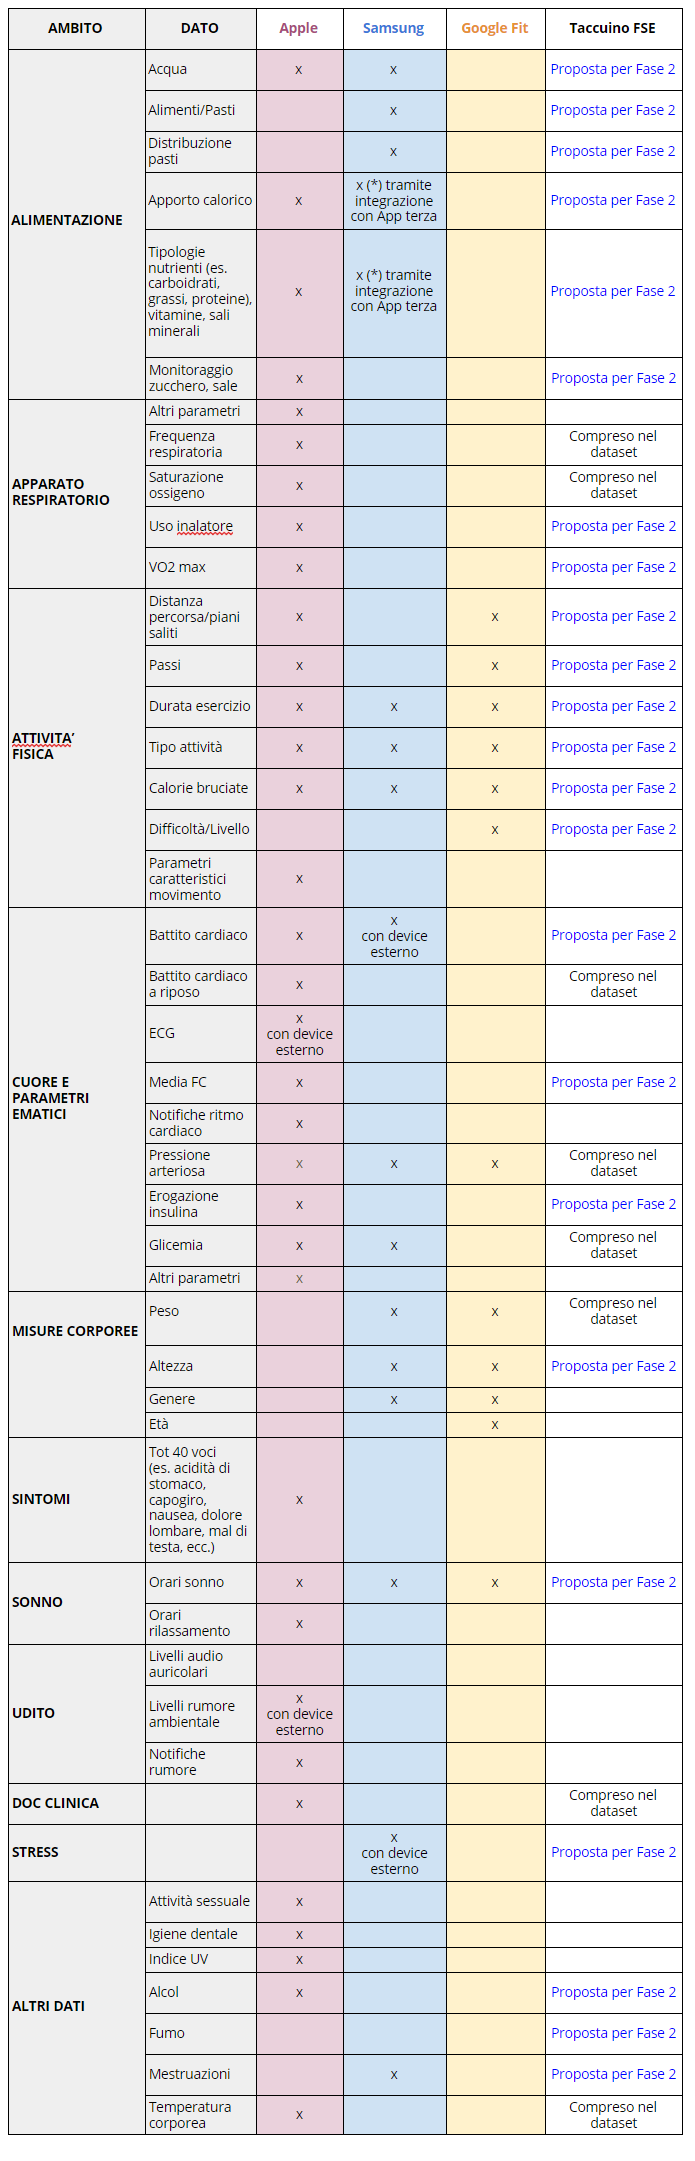 AMBITO DATO Apple Samsung Google Fit Taccuino FSE
ALIMENTAZIONE
Acqua x x Proposta per Fase 2
Alimenti/Pasti x Proposta per Fase 2
Distribuzione
pasti x Proposta per Fase 2
Apporto calorico x x (*) tramite
integrazione
con App terza Proposta per Fase 2
Tipologie
nutrienti (es.
carboidrati,
grassi, proteine),
vitamine, sali
minerali x x (*) tramite
integrazione
con App terza Proposta per Fase 2
Monitoraggio
zucchero, sale x Proposta per Fase 2
APPARATO
RESPIRATORIO
Altri parametri x
Frequenza
respiratoria x Compreso nel
dataset
Saturazione
ossigeno x Compreso nel
dataset
Uso inalatore x Proposta per Fase 2
VO2 max x Proposta per Fase 2
ATTIVITA’
FISICA
Distanza
percorsa/piani
saliti x x Proposta per Fase 2
Passi x x Proposta per Fase 2
Durata esercizio x x x Proposta per Fase 2
Tipo attività x x x Proposta per Fase 2
Calorie bruciate x x x Proposta per Fase 2
Difficoltà/Livello x Proposta per Fase 2
Parametri
caratteristici
movimento x
CUORE E
PARAMETRI
EMATICI
Battito cardiaco x x
con device
esterno Proposta per Fase 2
Battito cardiaco
a riposo x Compreso nel
dataset
ECG x
con device
esterno
Media FC x Proposta per Fase 2
Notifiche ritmo
cardiaco x
Pressione
arteriosa x x x Compreso nel
dataset
Erogazione
insulina x Proposta per Fase 2
Glicemia x x Compreso nel
dataset
Altri parametri x
MISURE CORPOREE
Peso x x Compreso nel
dataset
Altezza x x Proposta per Fase 2
Genere x x
Età x
SINTOMI
Tot 40 voci
(es. acidità di
stomaco,
capogiro,
nausea, dolore
lombare, mal di
testa, ecc.) x
SONNO
Orari sonno x x x Proposta per Fase 2
Orari
rilassamento x
UDITO
Livelli audio
auricolari
Livelli rumore
ambientale x
con device
esterno
Notifiche
rumore x
DOC CLINICA x Compreso nel
dataset
STRESS x
con device
esterno Proposta per Fase 2
ALTRI DATI
Attività sessuale x
Igiene dentale x
Indice UV x
Alcol x Proposta per Fase 2
Fumo Proposta per Fase 2
Mestruazioni x Proposta per Fase 2
Temperatura
corporea x Compreso nel
dataset